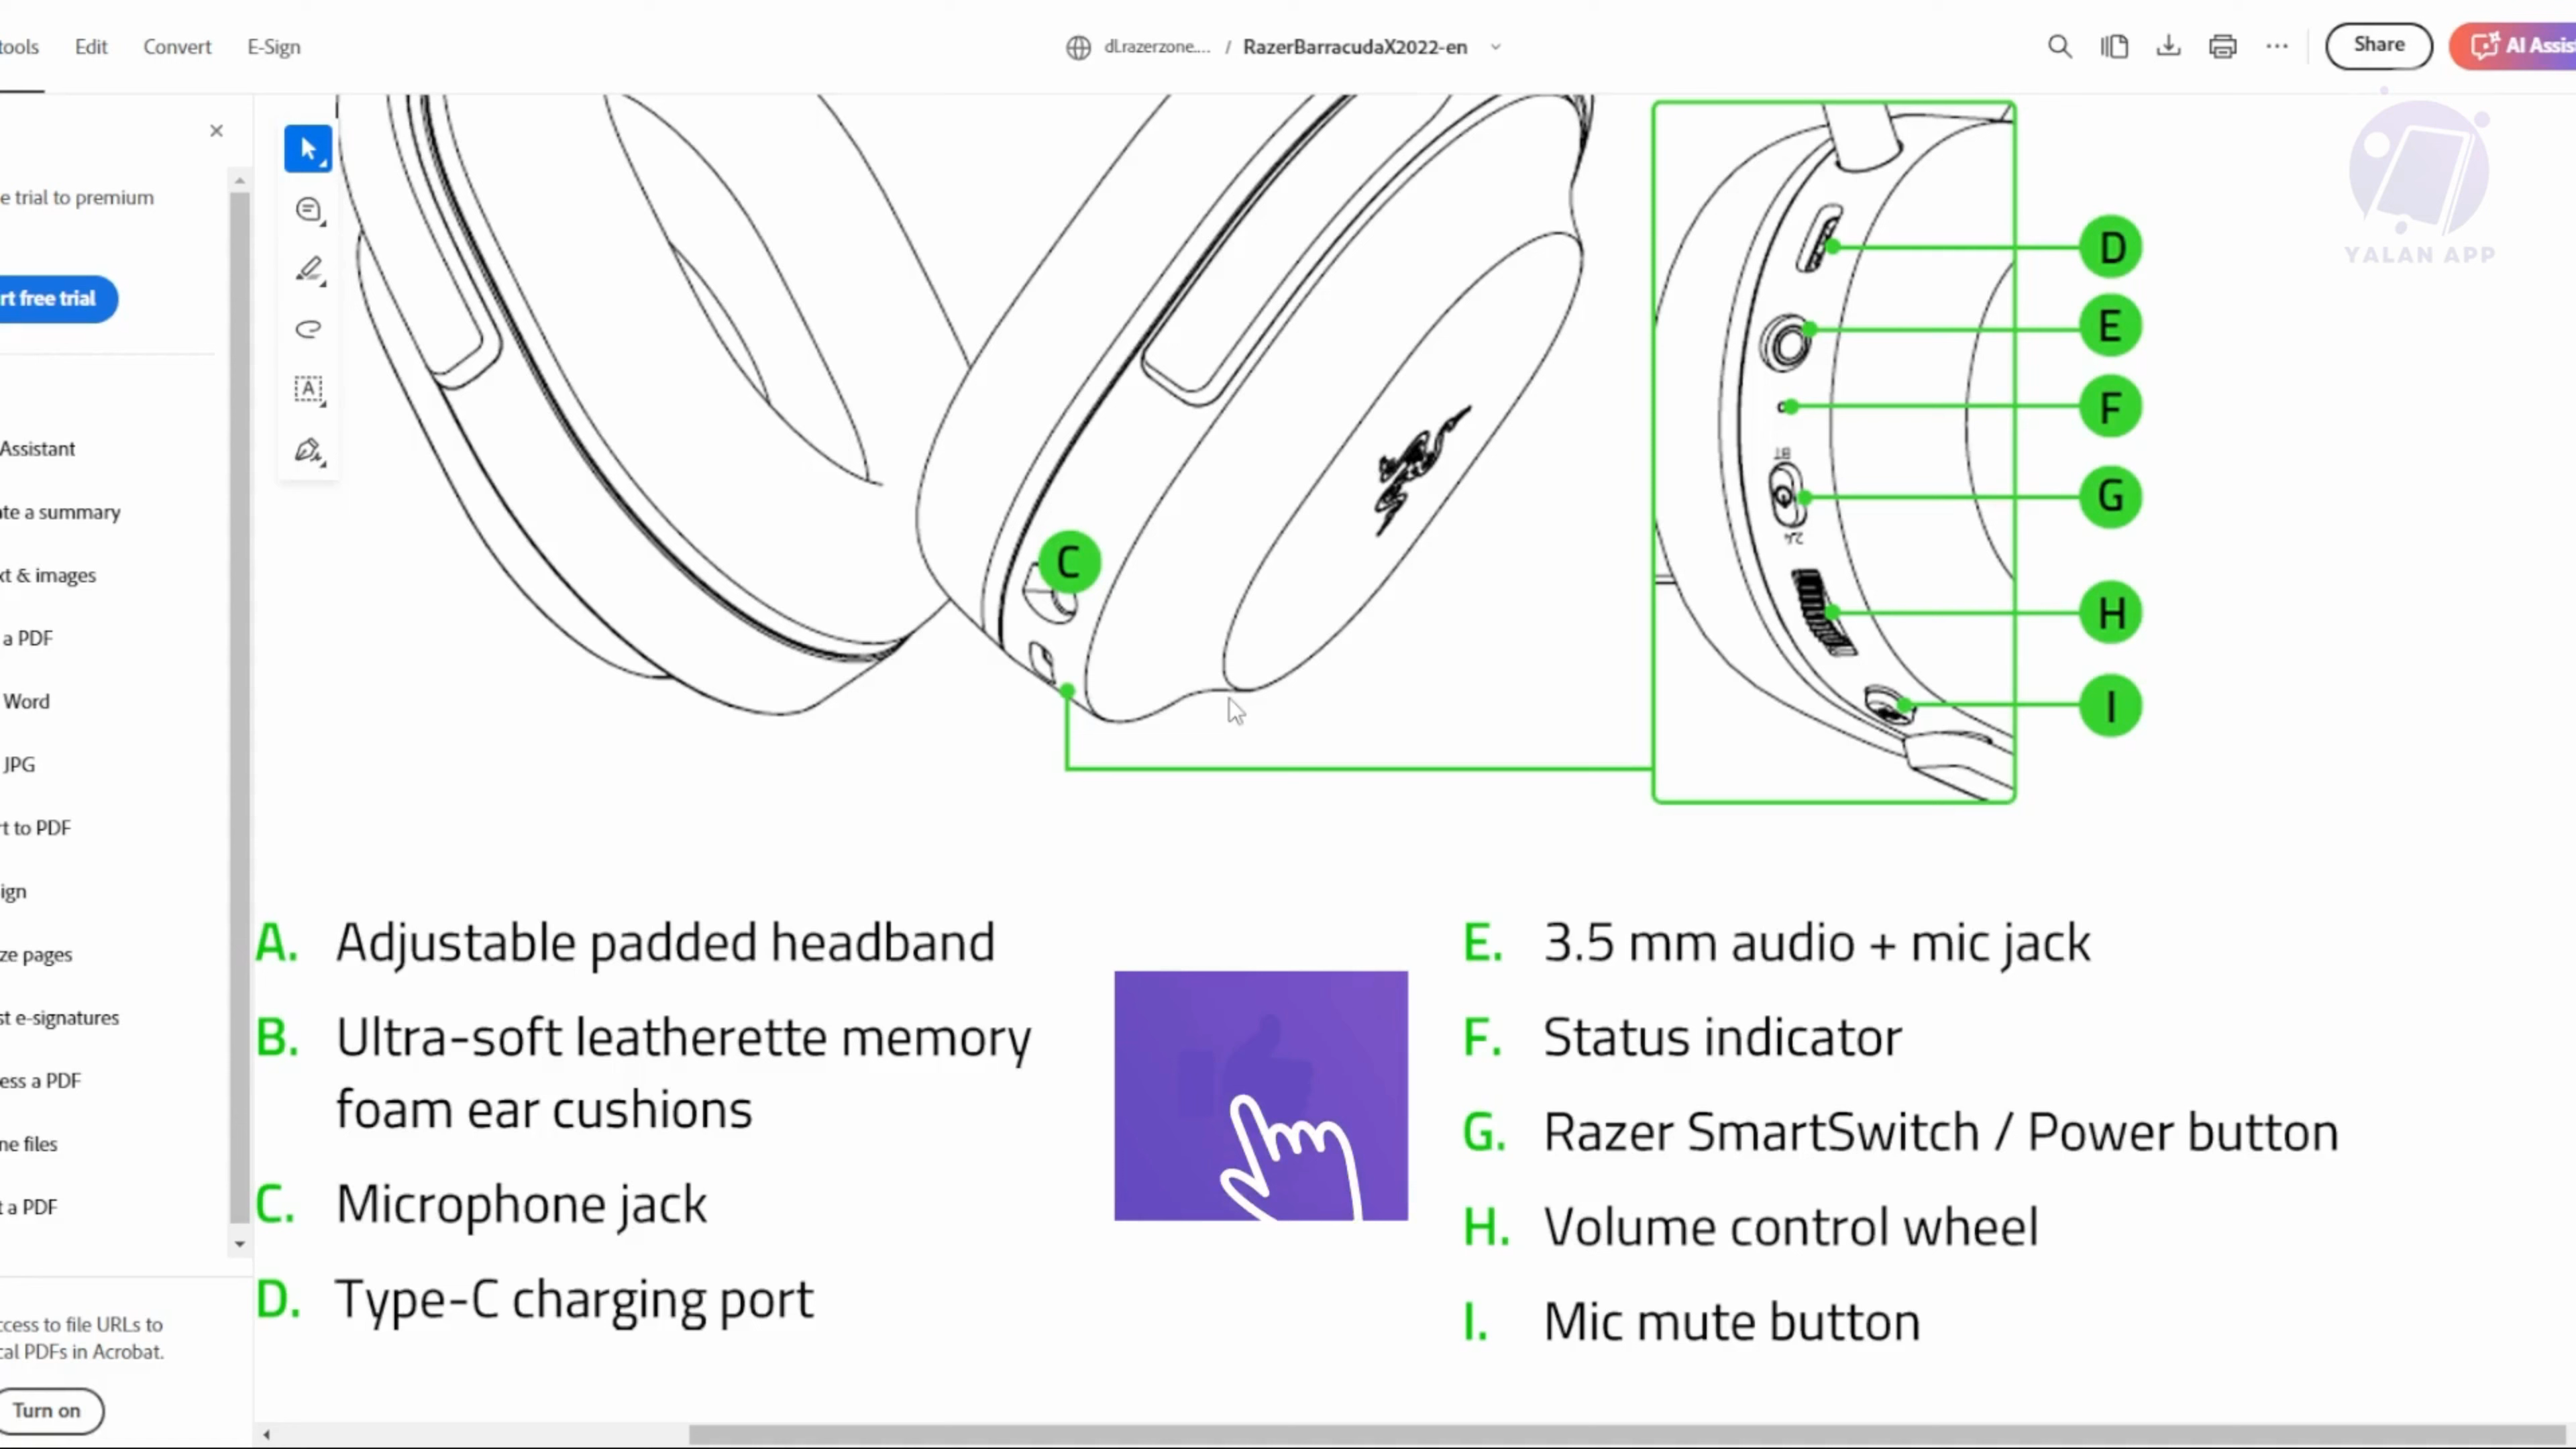 tools Edit Convert E-Sign
dl.razerzone.... / RazerBarracudaX2022-en
Share
AI Assis
YALAN APP
e trial to premium
rt free trial
Assistant
ate a summary
xt & images
a PDF
Word
JPG
rt to PDF
ign
ze pages
st e-signatures
ess a PDF
ne files
t a PDF
ccess to file URLs to
cal PDFs in Acrobat.
Turn on
A
C
D
E
F
G
H
I
BT
2.4
A. Adjustable padded headband
B. Ultra-soft leatherette memory
foam ear cushions
C. Microphone jack
D. Type-C charging port
E. 3.5 mm audio + mic jack
F. Status indicator
G. Razer SmartSwitch / Power button
H. Volume control wheel
I. Mic mute button